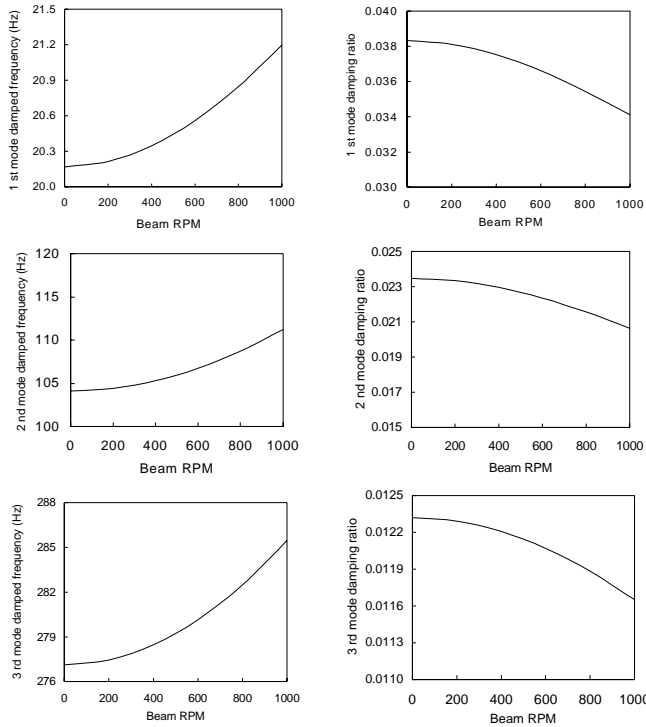 1 st mode damped frequency (Hz)
21.5
21.2
20.9
20.6
20.3
20.0
0 200 400 600 800 1000
Beam RPM
1 st mode damping ratio
0.040
0.038
0.036
0.034
0.032
0.030
0 200 400 600 800 1000
Beam RPM
2 nd mode damped frequency (Hz)
120
115
110
105
100
0 200 400 600 800 1000
Beam RPM
2 nd mode damping ratio
0.025
0.023
0.021
0.019
0.017
0.015
0 200 400 600 800 1000
Beam RPM
3 rd mode damped frequency (Hz)
288
285
282
279
276
0 200 400 600 800 1000
Beam RPM
3 rd mode damping ratio
0.0125
0.0122
0.0119
0.0116
0.0113
0.0110
0 200 400 600 800 1000
Beam RPM